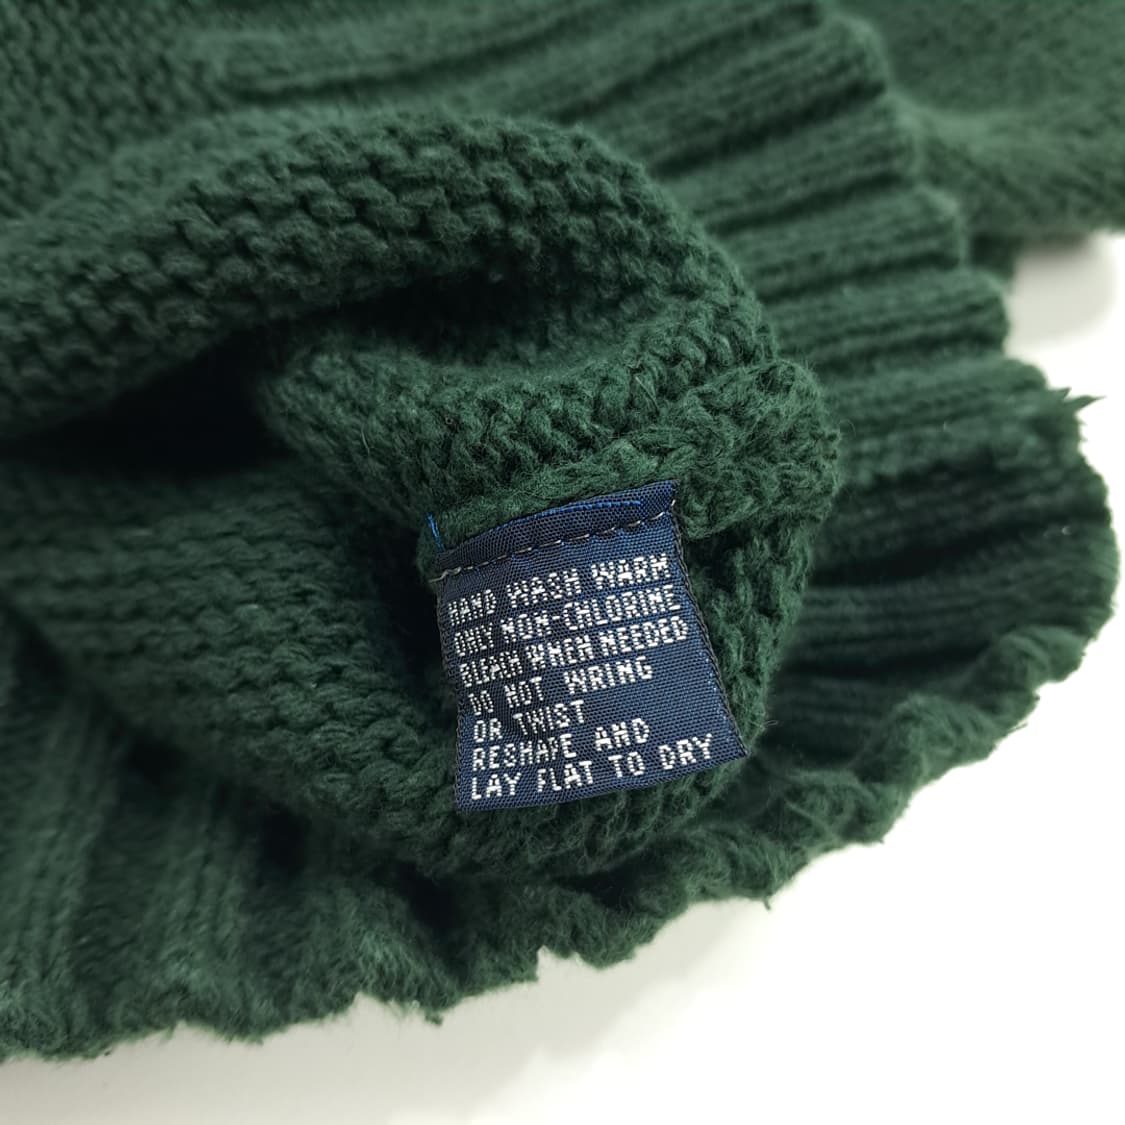 HAND WASH WARM
ONLY NON-CHLORINE
BLEACH WHEN NEEDED
DO NOT WRING
OR TWIST
RESHAPE AND
LAY FLAT TO DRY